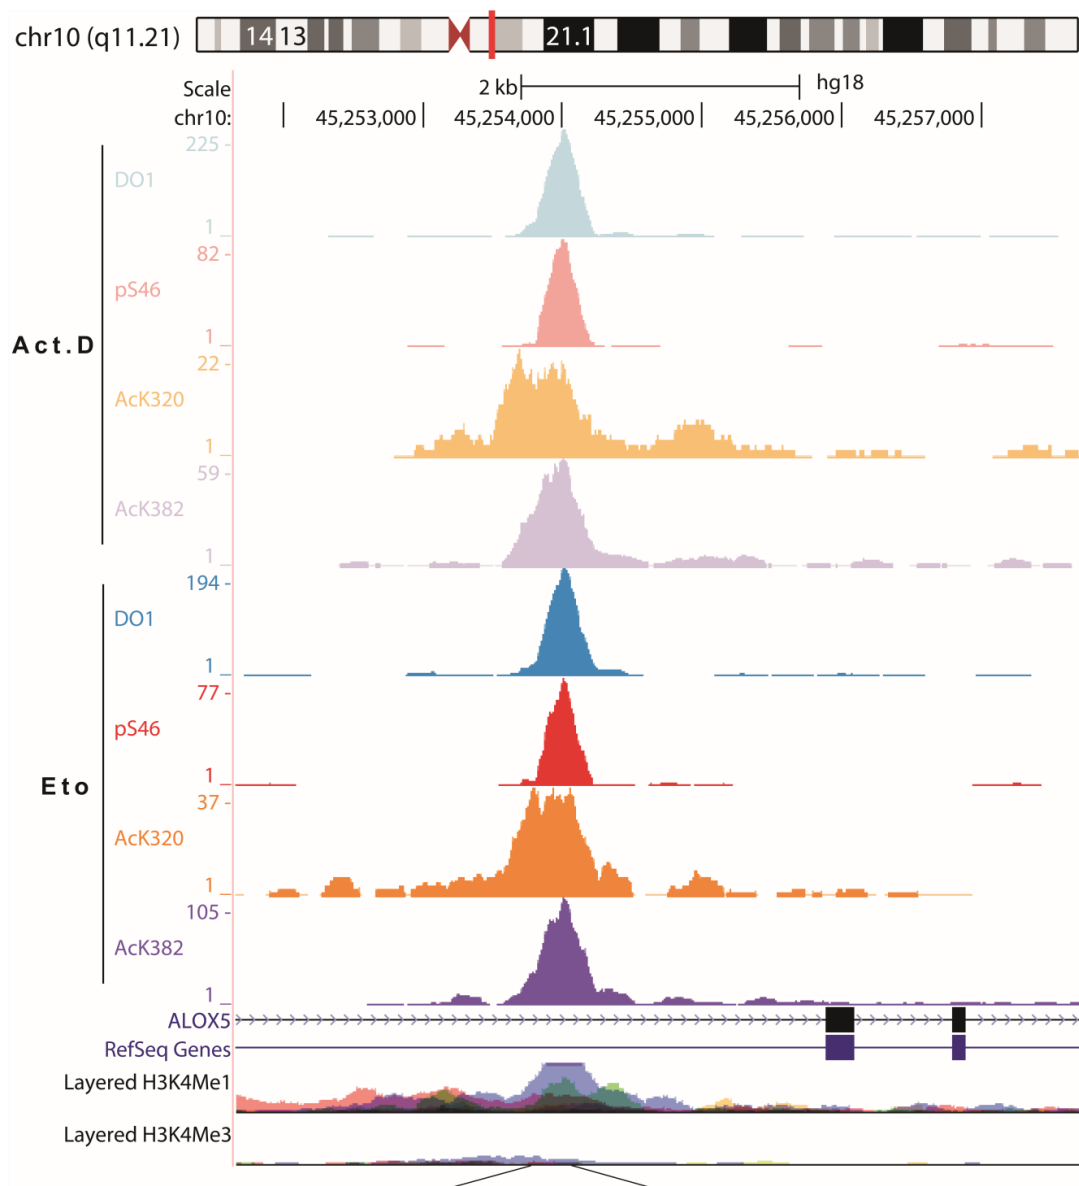 chr10 (q11.21) 14 13 21.1
Scale 2 kb hg18
chr10: 45,253,000 45,254,000 45,255,000 45,256,000 45,257,000
225
DO1
1
82
pS46
1
Act.D
22
AcK320
1
59
AcK382
1
194
DO1
1
77
pS46
1
Eto
37
AcK320
1
105
AcK382
1
ALOX5
RefSeq Genes
Layered H3K4Me1
Layered H3K4Me3